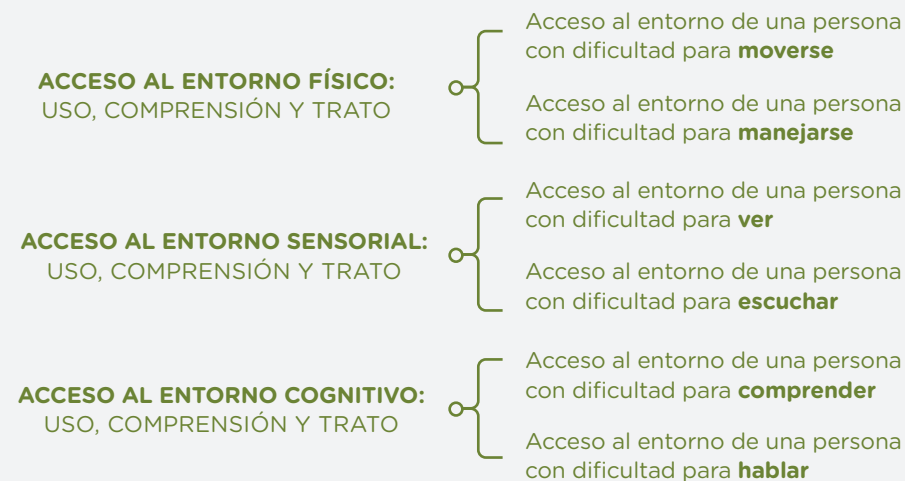 ACCESO AL ENTORNO FÍSICO:
USO, COMPRENSIÓN Y TRATO
Acceso al entorno de una persona
con dificultad para moverse
Acceso al entorno de una persona
con dificultad para manejarse
ACCESO AL ENTORNO SENSORIAL:
USO, COMPRENSIÓN Y TRATO
Acceso al entorno de una persona
con dificultad para ver
Acceso al entorno de una persona
con dificultad para escuchar
ACCESO AL ENTORNO COGNITIVO:
USO, COMPRENSIÓN Y TRATO
Acceso al entorno de una persona
con dificultad para comprender
Acceso al entorno de una persona
con dificultad para hablar